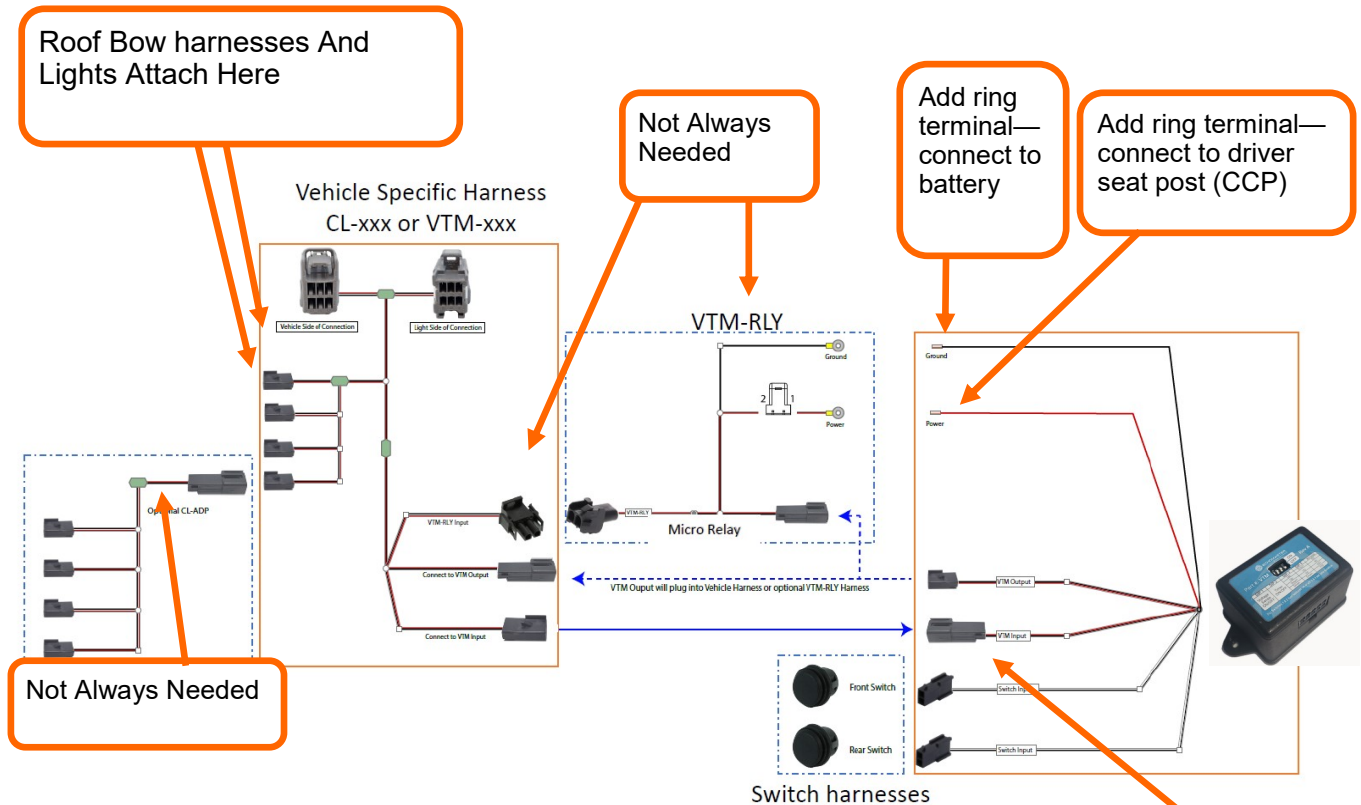 Roof Bow harnesses And
Lights Attach Here
Not Always
Needed
Add ring
terminal—
connect to
battery
Add ring terminal—
connect to driver
seat post (CCP)
Vehicle Specific Harness
CL-xxx or VTM-xxx
Vehicle Side of Connection
Light Side of Connection
VTM-RLY
Ground
2 1
Power
Ground
Power
Optional CL-ADP
VTM-RLY Input
VTM-RLY
Micro Relay
Connect to VTM Output
VTM Ouput will plug into Vehicle Harness or optional VTM-RLY Harness
VTM Output
Connect to VTM Input
VTM Input
Not Always Needed
Front Switch
Rear Switch
Switch Input
Switch Input
Switch harnesses